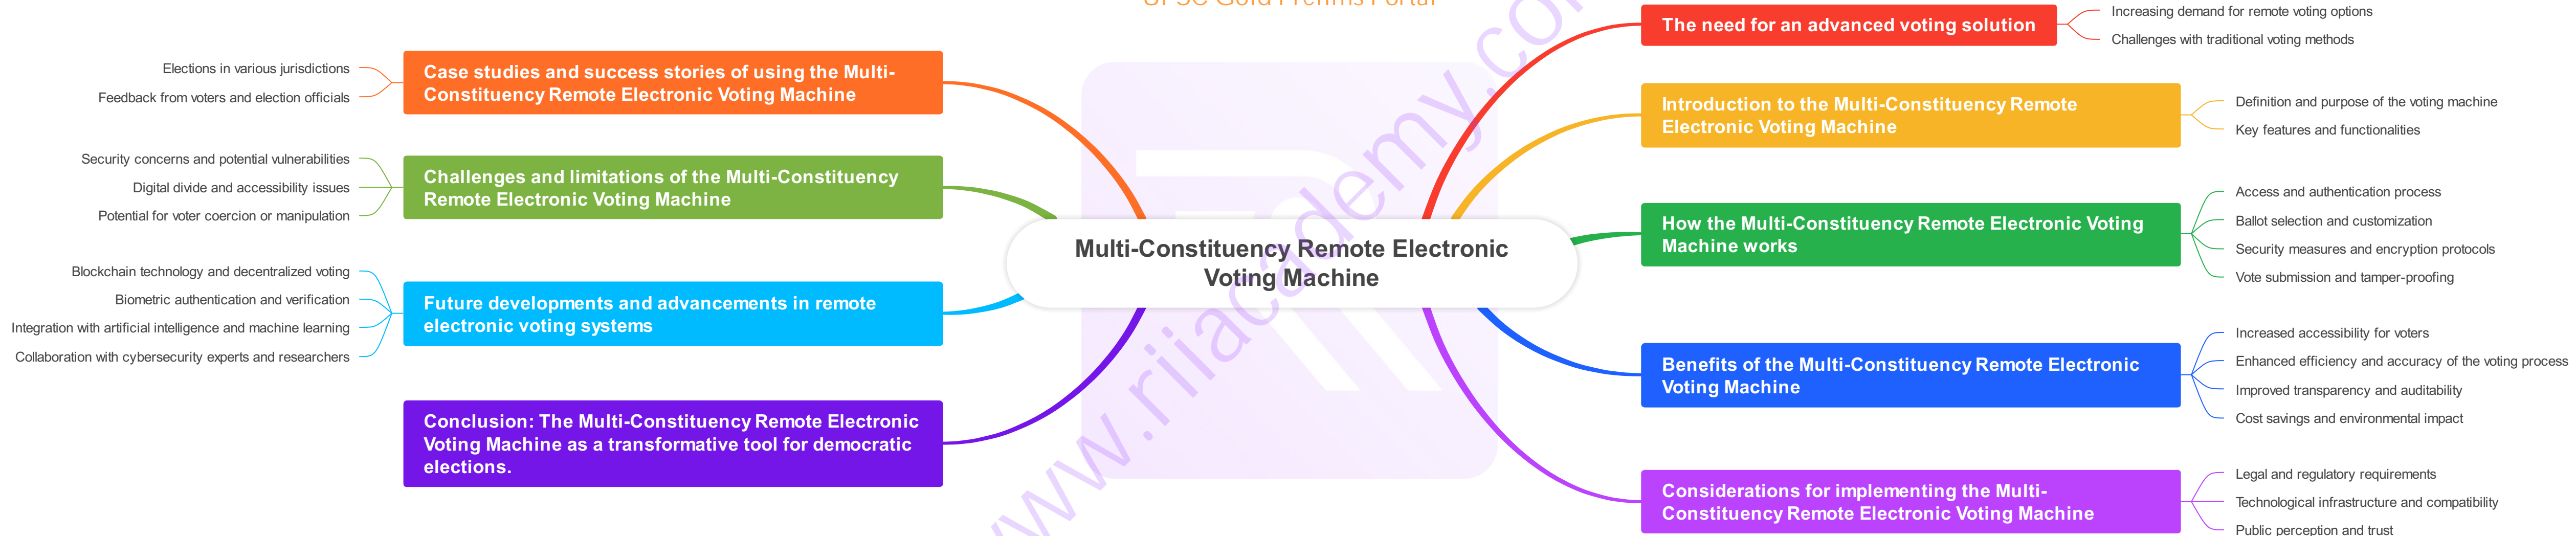 UPSC Gold Prelims Portal
Multi-Constituency Remote Electronic
Voting Machine
The need for an advanced voting solution
Increasing demand for remote voting options
Challenges with traditional voting methods
Introduction to the Multi-Constituency Remote
Electronic Voting Machine
Definition and purpose of the voting machine
Key features and functionalities
How the Multi-Constituency Remote Electronic Voting
Machine works
Access and authentication process
Ballot selection and customization
Security measures and encryption protocols
Vote submission and tamper-proofing
Benefits of the Multi-Constituency Remote Electronic
Voting Machine
Increased accessibility for voters
Enhanced efficiency and accuracy of the voting process
Improved transparency and auditability
Cost savings and environmental impact
Considerations for implementing the Multi-
Constituency Remote Electronic Voting Machine
Legal and regulatory requirements
Technological infrastructure and compatibility
Public perception and trust
Case studies and success stories of using the Multi-
Constituency Remote Electronic Voting Machine
Elections in various jurisdictions
Feedback from voters and election officials
Challenges and limitations of the Multi-Constituency
Remote Electronic Voting Machine
Security concerns and potential vulnerabilities
Digital divide and accessibility issues
Potential for voter coercion or manipulation
Future developments and advancements in remote
electronic voting systems
Blockchain technology and decentralized voting
Biometric authentication and verification
Integration with artificial intelligence and machine learning
Collaboration with cybersecurity experts and researchers
Conclusion: The Multi-Constituency Remote Electronic
Voting Machine as a transformative tool for democratic
elections.